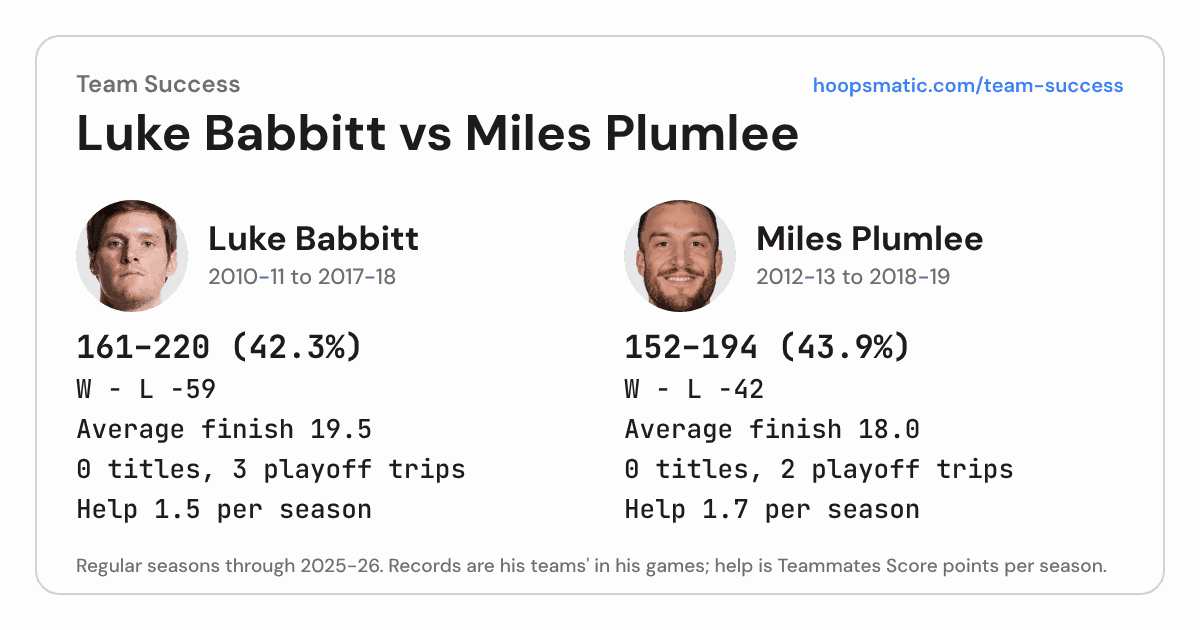 Team Success
hoopsmatic.com/team-success
Luke Babbitt vs Miles Plumlee
Luke Babbitt
2010-11 to 2017-18
161-220 (42.3%)
W - L -59
Average finish 19.5
0 titles, 3 playoff trips
Help 1.5 per season
Miles Plumlee
2012-13 to 2018-19
152-194 (43.9%)
W - L -42
Average finish 18.0
0 titles, 2 playoff trips
Help 1.7 per season
Regular seasons through 2025-26. Records are his teams' in his games; help is Teammates Score points per season.